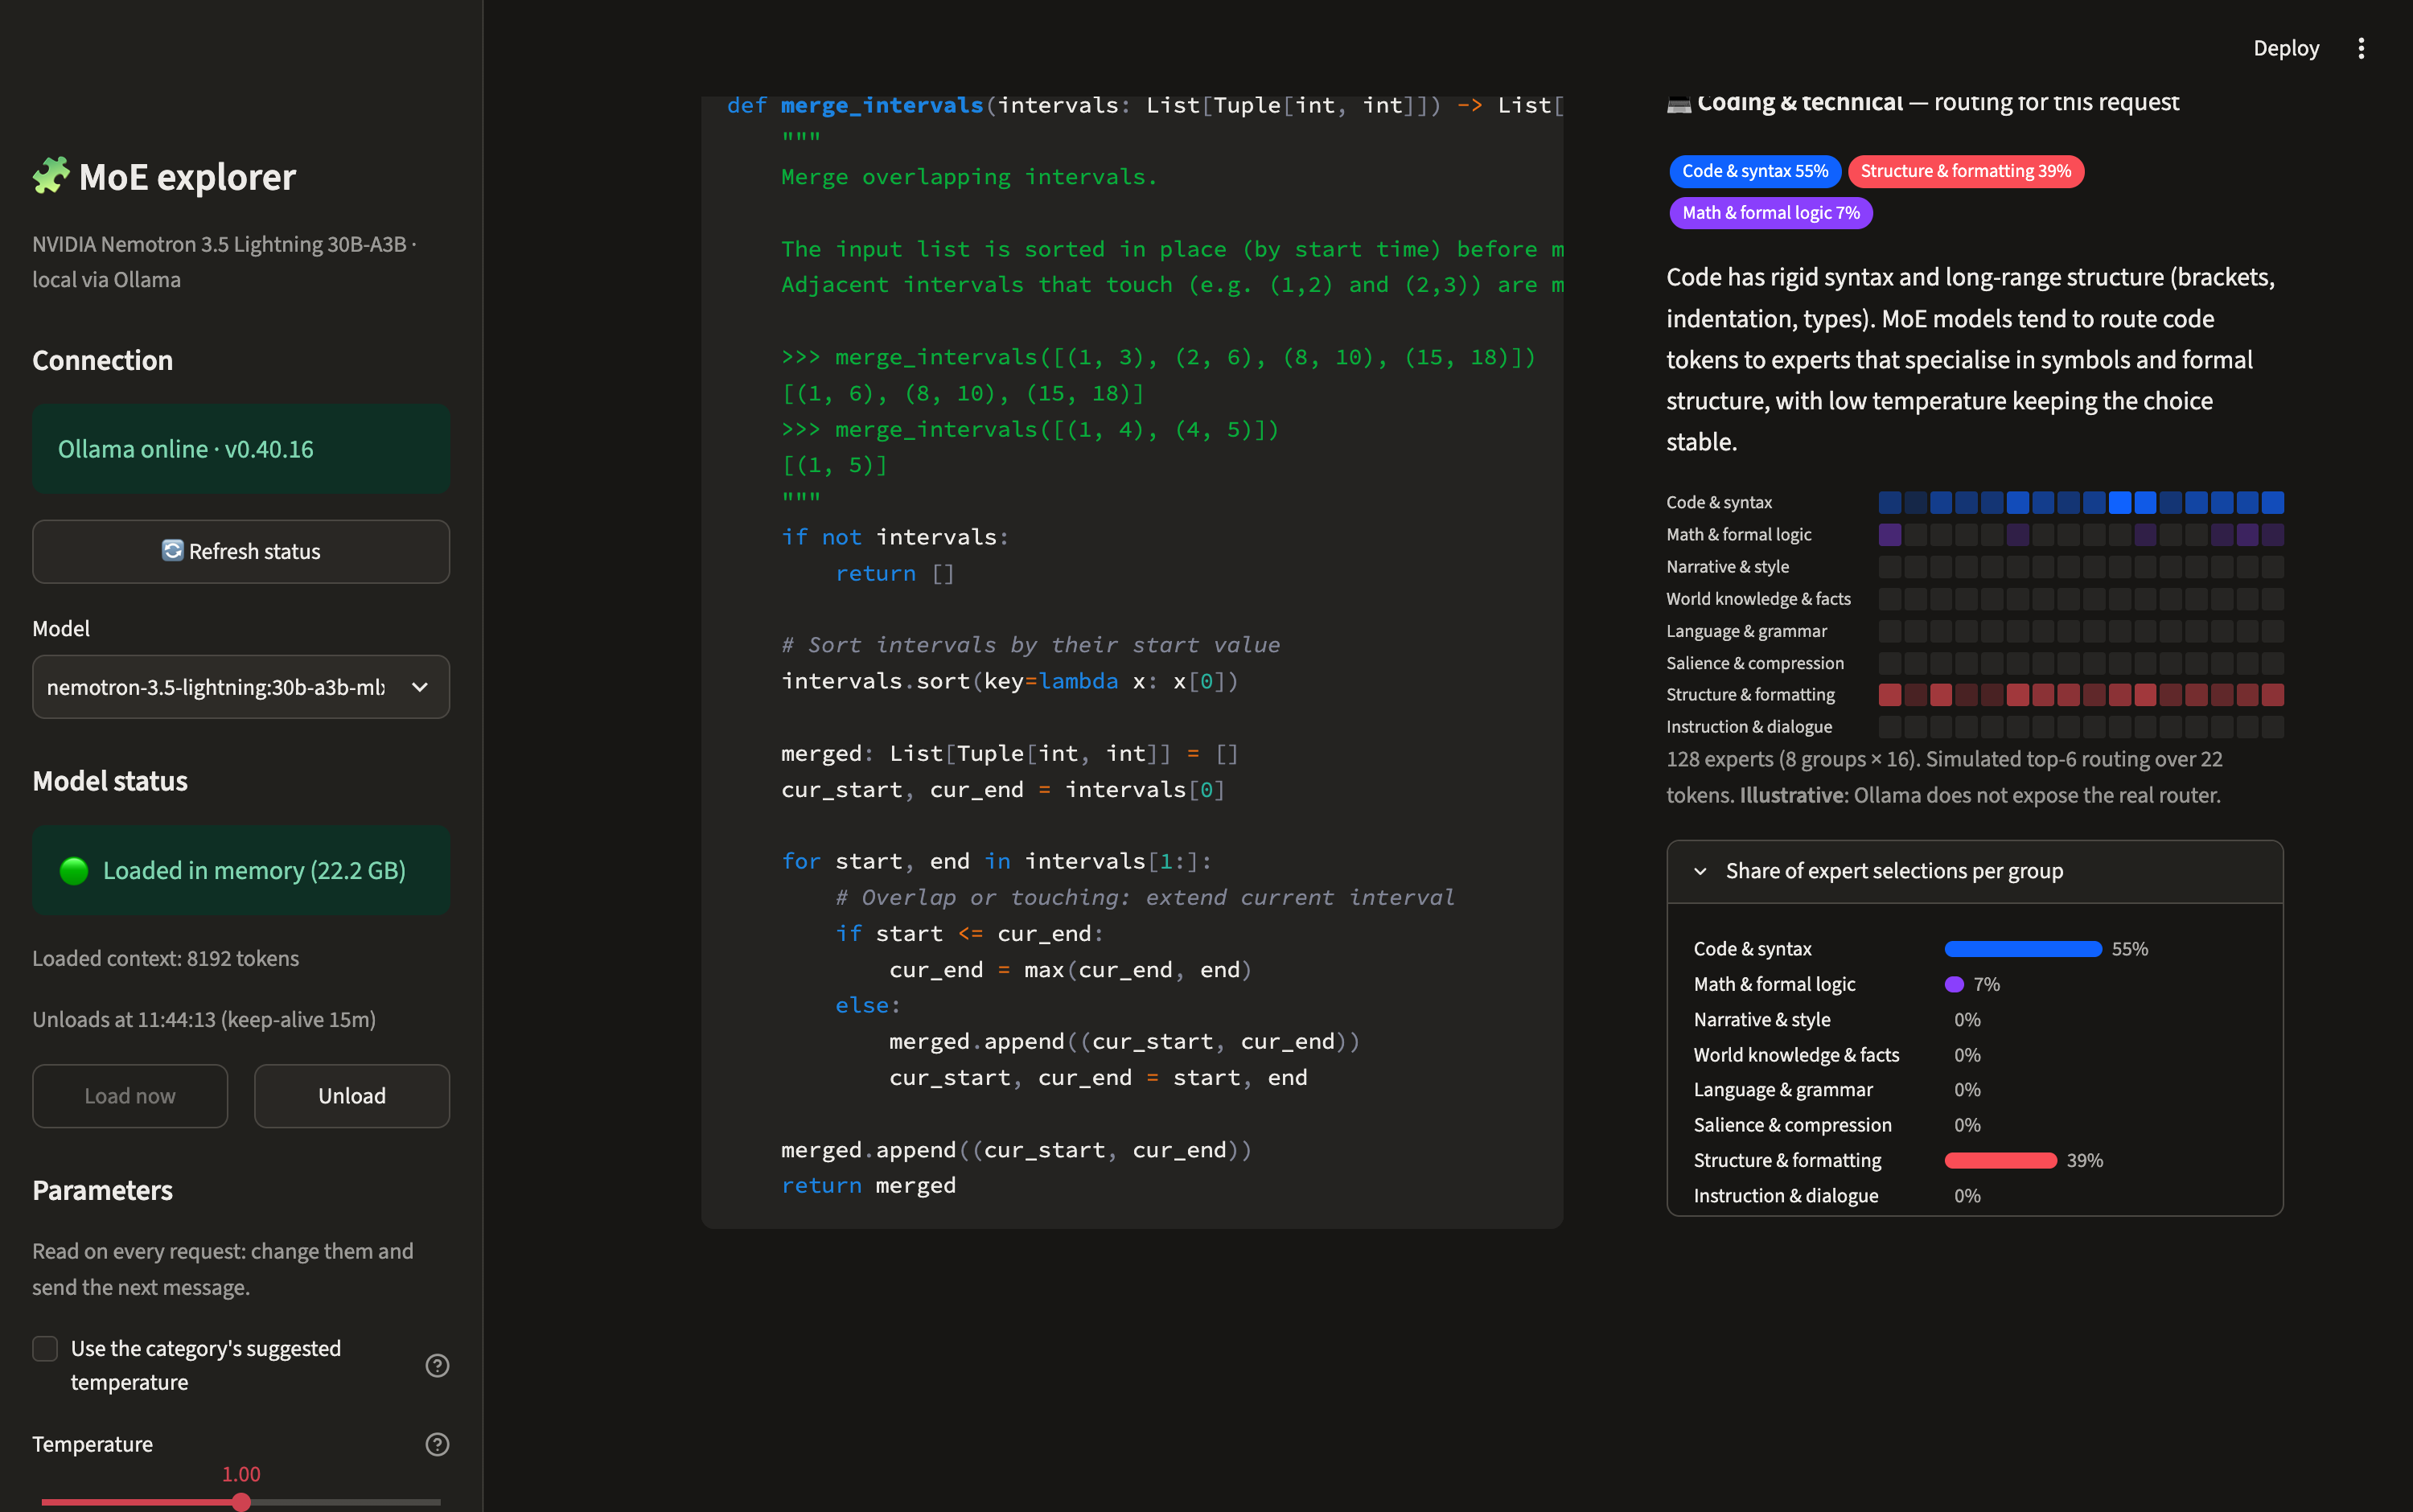 Deploy
MoE explorer
NVIDIA Nemotron 3.5 Lightning 30B-A3B ·
local via Ollama
Connection
Ollama online · v0.40.16
Refresh status
Model
nemotron-3.5-lightning:30b-a3b-ml
Model status
Loaded in memory (22.2 GB)
Loaded context: 8192 tokens
Unloads at 11:44:13 (keep-alive 15m)
Load now
Unload
Parameters
Read on every request: change them and
send the next message.
Use the category's suggested
temperature
Temperature
1.00
def merge_intervals(intervals: List[Tuple[int, int]]) -> List[
    """
    Merge overlapping intervals.

    The input list is sorted in place (by start time) before m
    Adjacent intervals that touch (e.g. (1,2) and (2,3)) are m

    >>> merge_intervals([(1, 3), (2, 6), (8, 10), (15, 18)])
    [(1, 6), (8, 10), (15, 18)]
    >>> merge_intervals([(1, 4), (4, 5)])
    [(1, 5)]
    """
    if not intervals:
        return []

    # Sort intervals by their start value
    intervals.sort(key=lambda x: x[0])

    merged: List[Tuple[int, int]] = []
    cur_start, cur_end = intervals[0]

    for start, end in intervals[1:]:
        # Overlap or touching: extend current interval
        if start <= cur_end:
            cur_end = max(cur_end, end)
        else:
            merged.append((cur_start, cur_end))
            cur_start, cur_end = start, end

    merged.append((cur_start, cur_end))
    return merged
Coding & technical — routing for this request
Code & syntax 55%
Structure & formatting 39%
Math & formal logic 7%
Code has rigid syntax and long-range structure (brackets,
indentation, types). MoE models tend to route code
tokens to experts that specialise in symbols and formal
structure, with low temperature keeping the choice
stable.
Code & syntax
Math & formal logic
Narrative & style
World knowledge & facts
Language & grammar
Salience & compression
Structure & formatting
Instruction & dialogue
128 experts (8 groups × 16). Simulated top-6 routing over 22
tokens. Illustrative: Ollama does not expose the real router.
Share of expert selections per group
Code & syntax 55%
Math & formal logic 7%
Narrative & style 0%
World knowledge & facts 0%
Language & grammar 0%
Salience & compression 0%
Structure & formatting 39%
Instruction & dialogue 0%